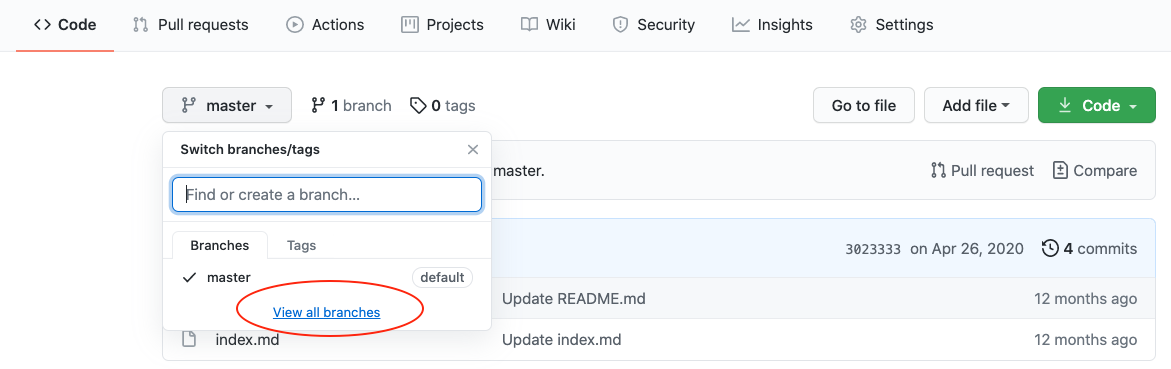 Code Pull requests Actions Projects Wiki Security Insights Settings
master 1 branch 0 tags Go to file Add file Code
Switch branches/tags
master. Pull request Compare
Find or create a branch...
Branches Tags
3023333 on Apr 26, 2020 4 commits
master default
Update README.md 12 months ago
View all branches
index.md Update index.md 12 months ago